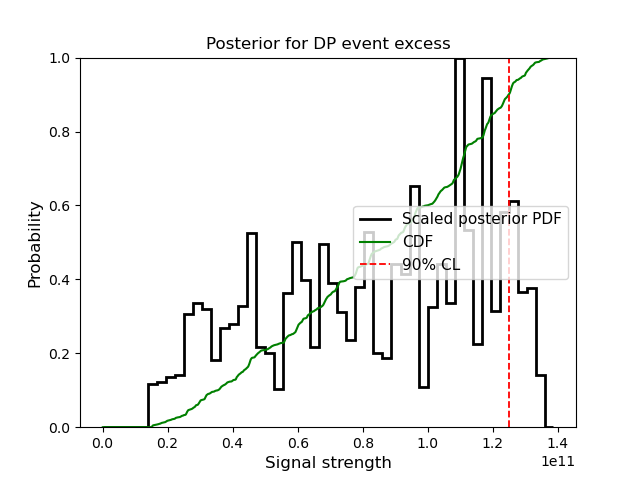 Posterior for DP event excess
1.0
0.8
0.6
0.4
0.2
0.0
Probability
Scaled posterior PDF
CDF
90% CL
0.0 0.2 0.4 0.6 0.8 1.0 1.2 1.4
1e11
Signal strength